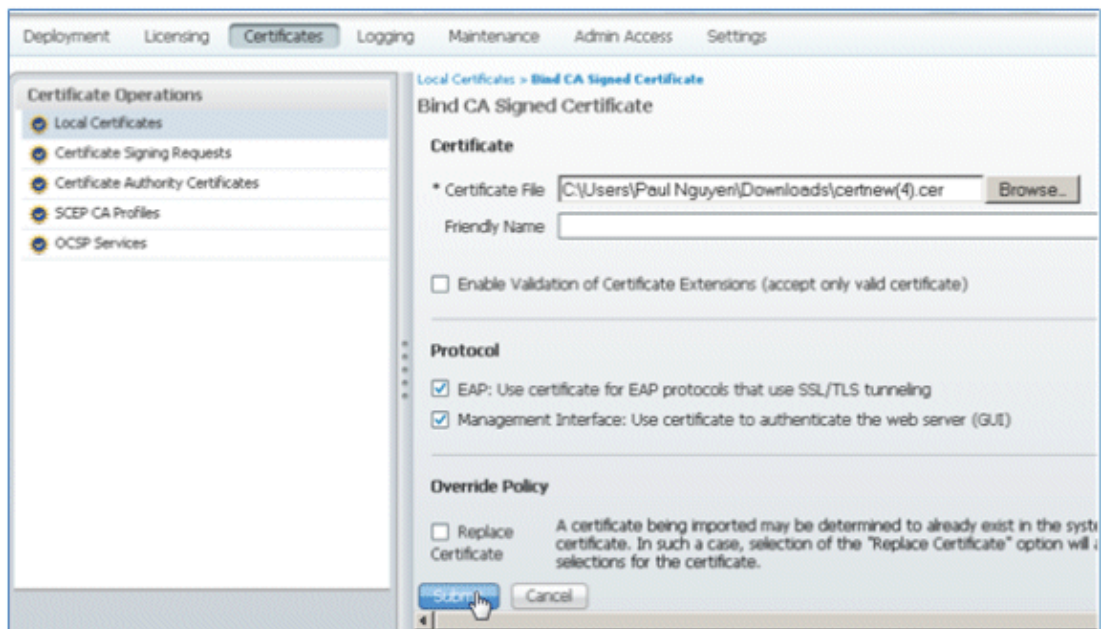 Deployment Licensing Certificates Logging Maintenance Admin Access Settings
Certificate Operations
Local Certificates
Certificate Signing Requests
Certificate Authority Certificates
SCEP CA Profiles
OCSP Services
Local Certificates > Bind CA Signed Certificate
Bind CA Signed Certificate
Certificate
* Certificate File C:\Users\Paul Nguyen\Downloads\certnew(4).cer Browse...
Friendly Name
Enable Validation of Certificate Extensions (accept only valid certificate)
Protocol
EAP: Use certificate for EAP protocols that use SSL/TLS tunneling
Management Interface: Use certificate to authenticate the web server (GUI)
Override Policy
Replace Certificate
A certificate being imported may be determined to already exist in the
certificate. In such a case, selection of the "Replace Certificate" option will
selections for the certificate.
Cancel